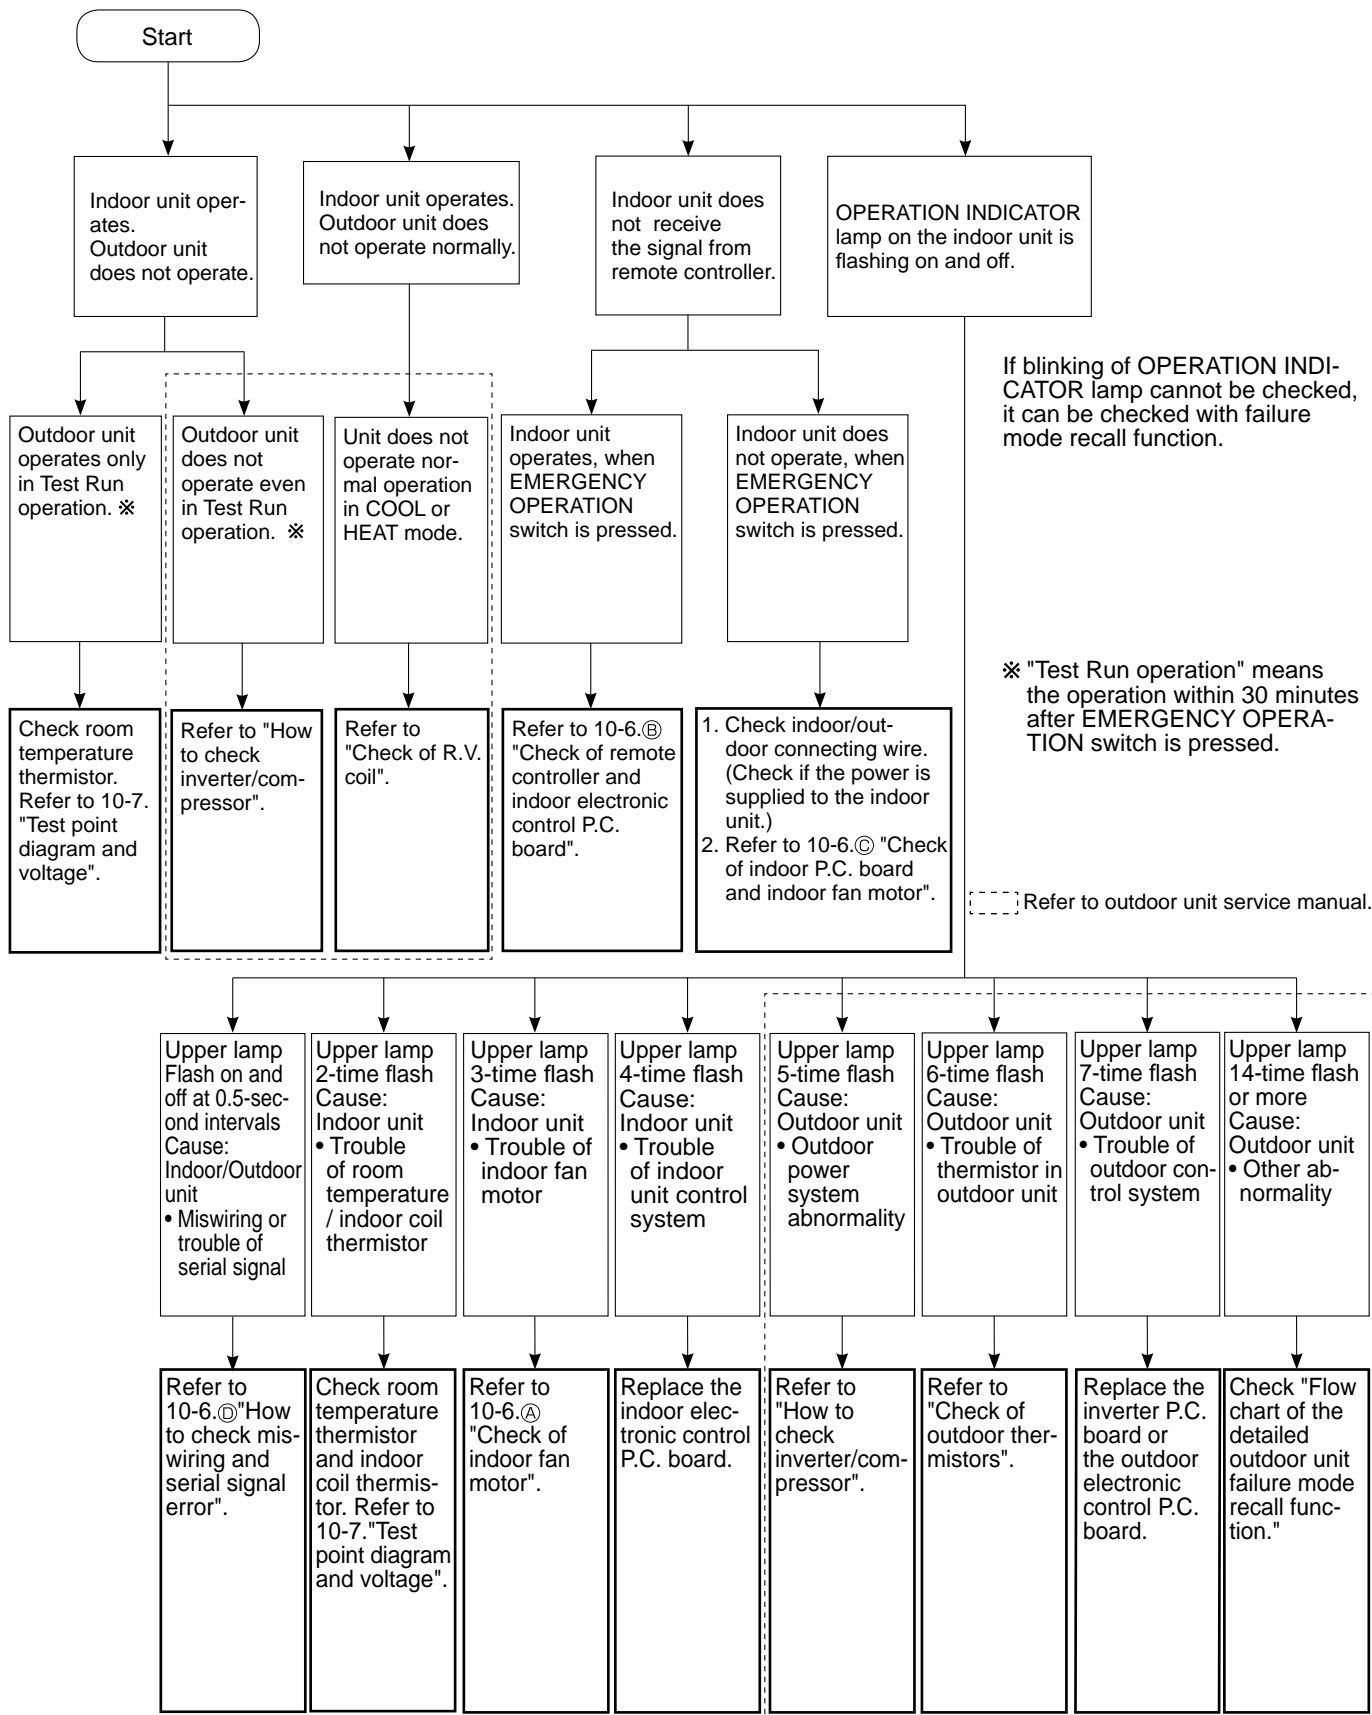 Start
Indoor unit oper-
ates.
Outdoor unit
does not operate.
Indoor unit operates.
Outdoor unit does
not operate normally.
Indoor unit does
not receive
the signal from
remote controller.
OPERATION INDICATOR
lamp on the indoor unit is
flashing on and off.
If blinking of OPERATION INDI-
CATOR lamp cannot be checked,
it can be checked with failure
mode recall function.
Outdoor unit
operates only
in Test Run
operation. ※
Outdoor unit
does not
operate even
in Test Run
operation. ※
Unit does not
operate nor-
mal operation
in COOL or
HEAT mode.
Indoor unit
operates, when
EMERGENCY
OPERATION
switch is pressed.
Indoor unit does
not operate, when
EMERGENCY
OPERATION
switch is pressed.
※ "Test Run operation" means
the operation within 30 minutes
after EMERGENCY OPERA-
TION switch is pressed.
Check room
temperature
thermistor.
Refer to 10-7.
"Test point
diagram and
voltage".
Refer to "How
to check
inverter/com-
pressor".
Refer to
"Check of R.V.
coil".
Refer to 10-6.Ⓑ
"Check of remote
controller and
indoor electronic
control P.C.
board".
1. Check indoor/out-
door connecting wire.
(Check if the power is
supplied to the indoor
unit.)
2. Refer to 10-6.Ⓒ "Check
of indoor P.C. board
and indoor fan motor".
Refer to outdoor unit service manual.
Upper lamp
Flash on and
off at 0.5-sec-
ond intervals
Cause:
Indoor/Outdoor
unit
• Miswiring or
trouble of
serial signal
Upper lamp
2-time flash
Cause:
Indoor unit
• Trouble
of room
temperature
/ indoor coil
thermistor
Upper lamp
3-time flash
Cause:
Indoor unit
• Trouble of
indoor fan
motor
Upper lamp
4-time flash
Cause:
Indoor unit
• Trouble
of indoor
unit control
system
Upper lamp
5-time flash
Cause:
Outdoor unit
• Outdoor
power
system
abnormality
Upper lamp
6-time flash
Cause:
Outdoor unit
• Trouble of
thermistor in
outdoor unit
Upper lamp
7-time flash
Cause:
Outdoor unit
• Trouble of
outdoor con-
trol system
Upper lamp
14-time flash
or more
Cause:
Outdoor unit
• Other ab-
normality
Refer to
10-6.Ⓓ"How
to check mis-
wiring and
serial signal
error".
Check room
temperature
thermistor
and indoor
coil thermis-
tor. Refer to
10-7."Test
point diagram
and voltage".
Refer to
10-6.Ⓐ
"Check of
indoor fan
motor".
Replace the
indoor elec-
tronic control
P.C. board.
Refer to
"How to
check
inverter/com-
pressor".
Refer to
"Check of
outdoor ther-
mistors".
Replace the
inverter P.C.
board or
the outdoor
electronic
control P.C.
board.
Check "Flow
chart of the
detailed
outdoor unit
failure mode
recall func-
tion."